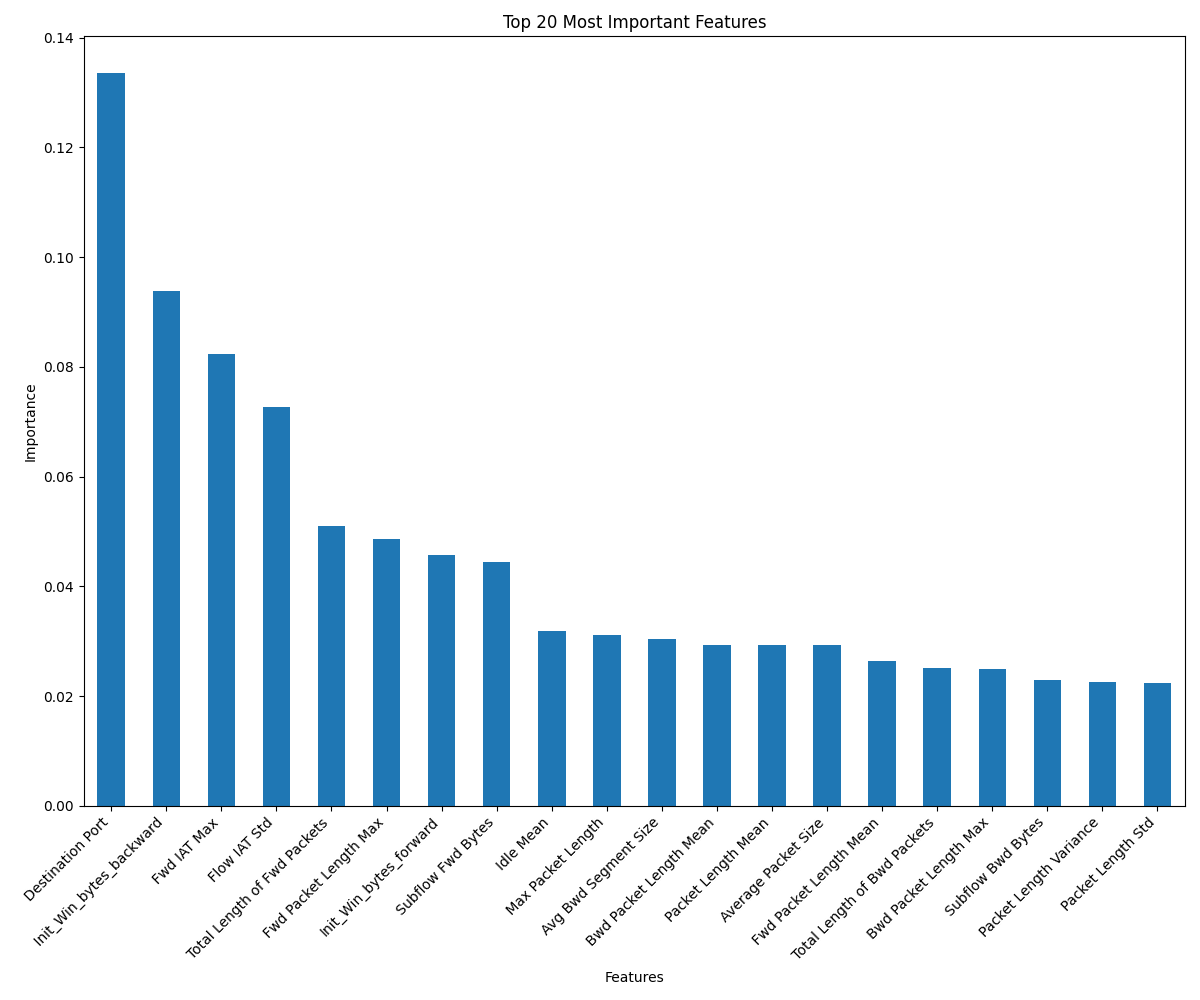 Top 20 Most Important Features
0.14
0.12
0.10
0.08
0.06
0.04
0.02
0.00
Importance
Destination Port
Init_Win_bytes_backward
Fwd IAT Max
Flow IAT Std
Total Length of Fwd Packets
Fwd Packet Length Max
Init_Win_bytes_forward
Subflow Fwd Bytes
Idle Mean
Max Packet Length
Avg Bwd Segment Size
Bwd Packet Length Mean
Packet Length Mean
Average Packet Size
Fwd Packet Length Mean
Total Length of Bwd Packets
Bwd Packet Length Max
Subflow Bwd Bytes
Packet Length Variance
Packet Length Std
Features